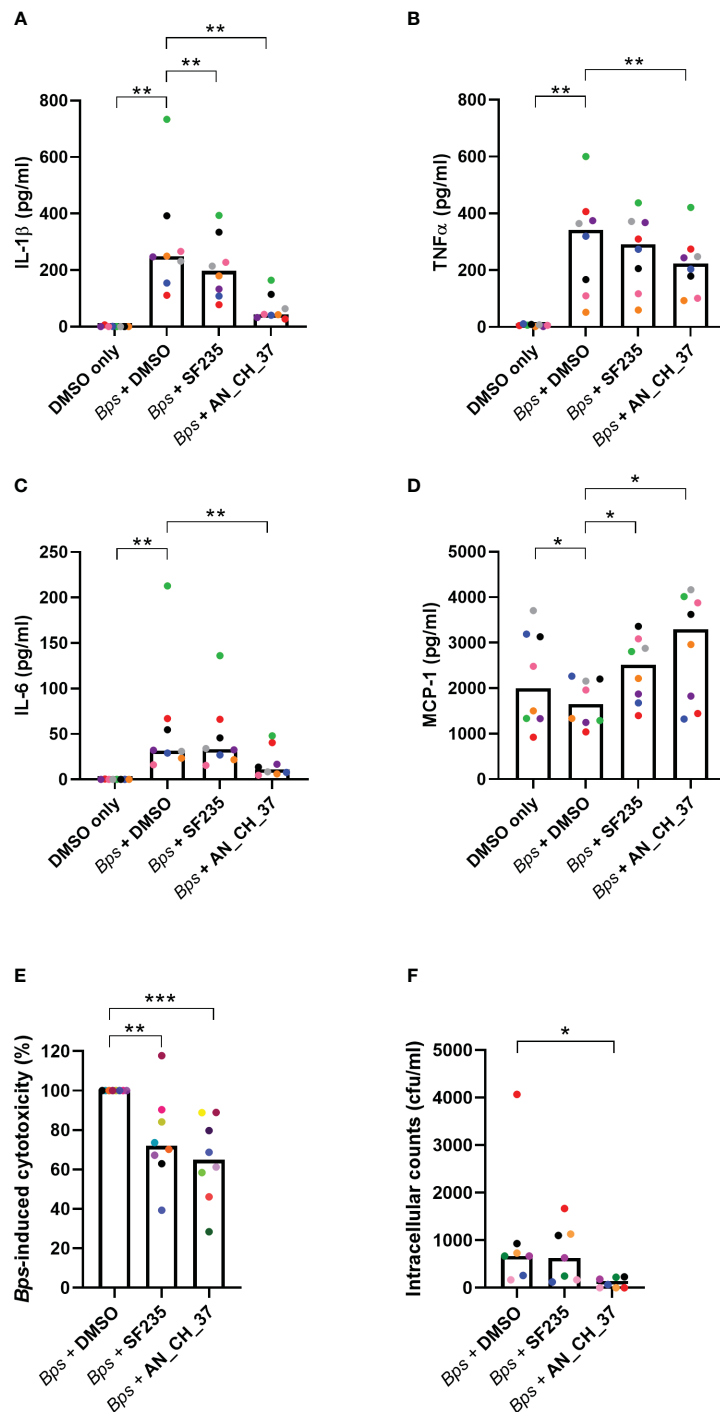 A
**
**
**
800
600
400
200
0
IL-1β (pg/ml)
DMSO only
Bps + DMSO
Bps + SF235
Bps + AN_CH_37
B
**
**
800
600
400
200
0
TNFα (pg/ml)
DMSO only
Bps + DMSO
Bps + SF235
Bps + AN_CH_37
C
**
**
250
200
150
100
50
0
IL-6 (pg/ml)
DMSO only
Bps + DMSO
Bps + SF235
Bps + AN_CH_37
D
*
*
*
5000
4000
3000
2000
1000
0
MCP-1 (pg/ml)
DMSO only
Bps + DMSO
Bps + SF235
Bps + AN_CH_37
E
***
**
120
100
80
60
40
20
0
Bps-induced cytotoxicity (%)
Bps + DMSO
Bps + SF235
Bps + AN_CH_37
F
*
5000
4000
3000
2000
1000
0
Intracellular counts (cfu/ml)
Bps + DMSO
Bps + SF235
Bps + AN_CH_37